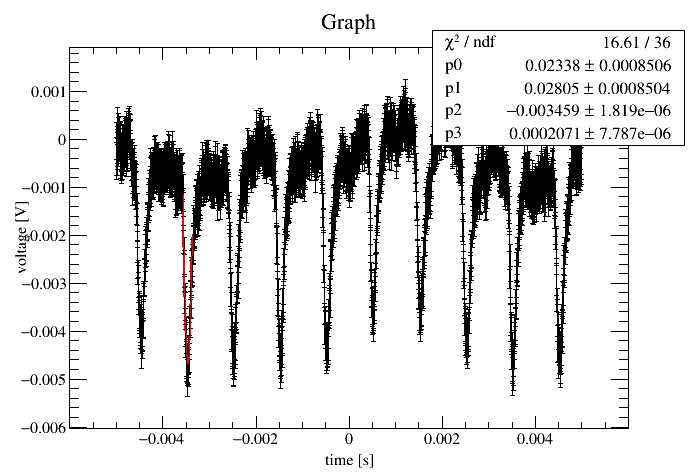 Graph
χ² / ndf 16.61 / 36
p0 0.02338 ± 0.0008506
p1 0.02805 ± 0.0008504
p2 −0.003459 ± 1.819e−06
p3 0.0002071 ± 7.787e−06
voltage [V]
0.001
0
−0.001
−0.002
−0.003
−0.004
−0.005
−0.006
−0.004 −0.002 0 0.002 0.004
time [s]